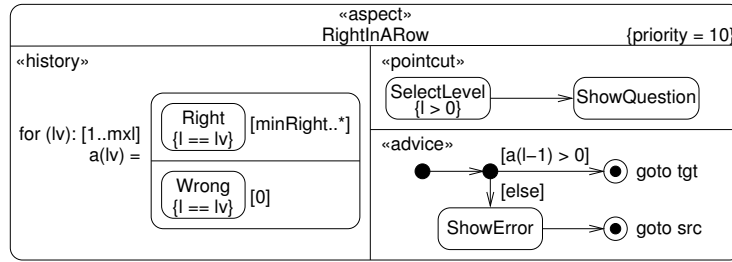 «aspect»
RightInARow
{priority = 10}
«history»
for (lv): [1..mxl]
a(lv) =
Right
{l == lv}
[minRight..*]
Wrong
{l == lv}
[0]
«pointcut»
SelectLevel
{l > 0}
ShowQuestion
«advice»
[a(l−1) > 0]
goto tgt
[else]
ShowError
goto src